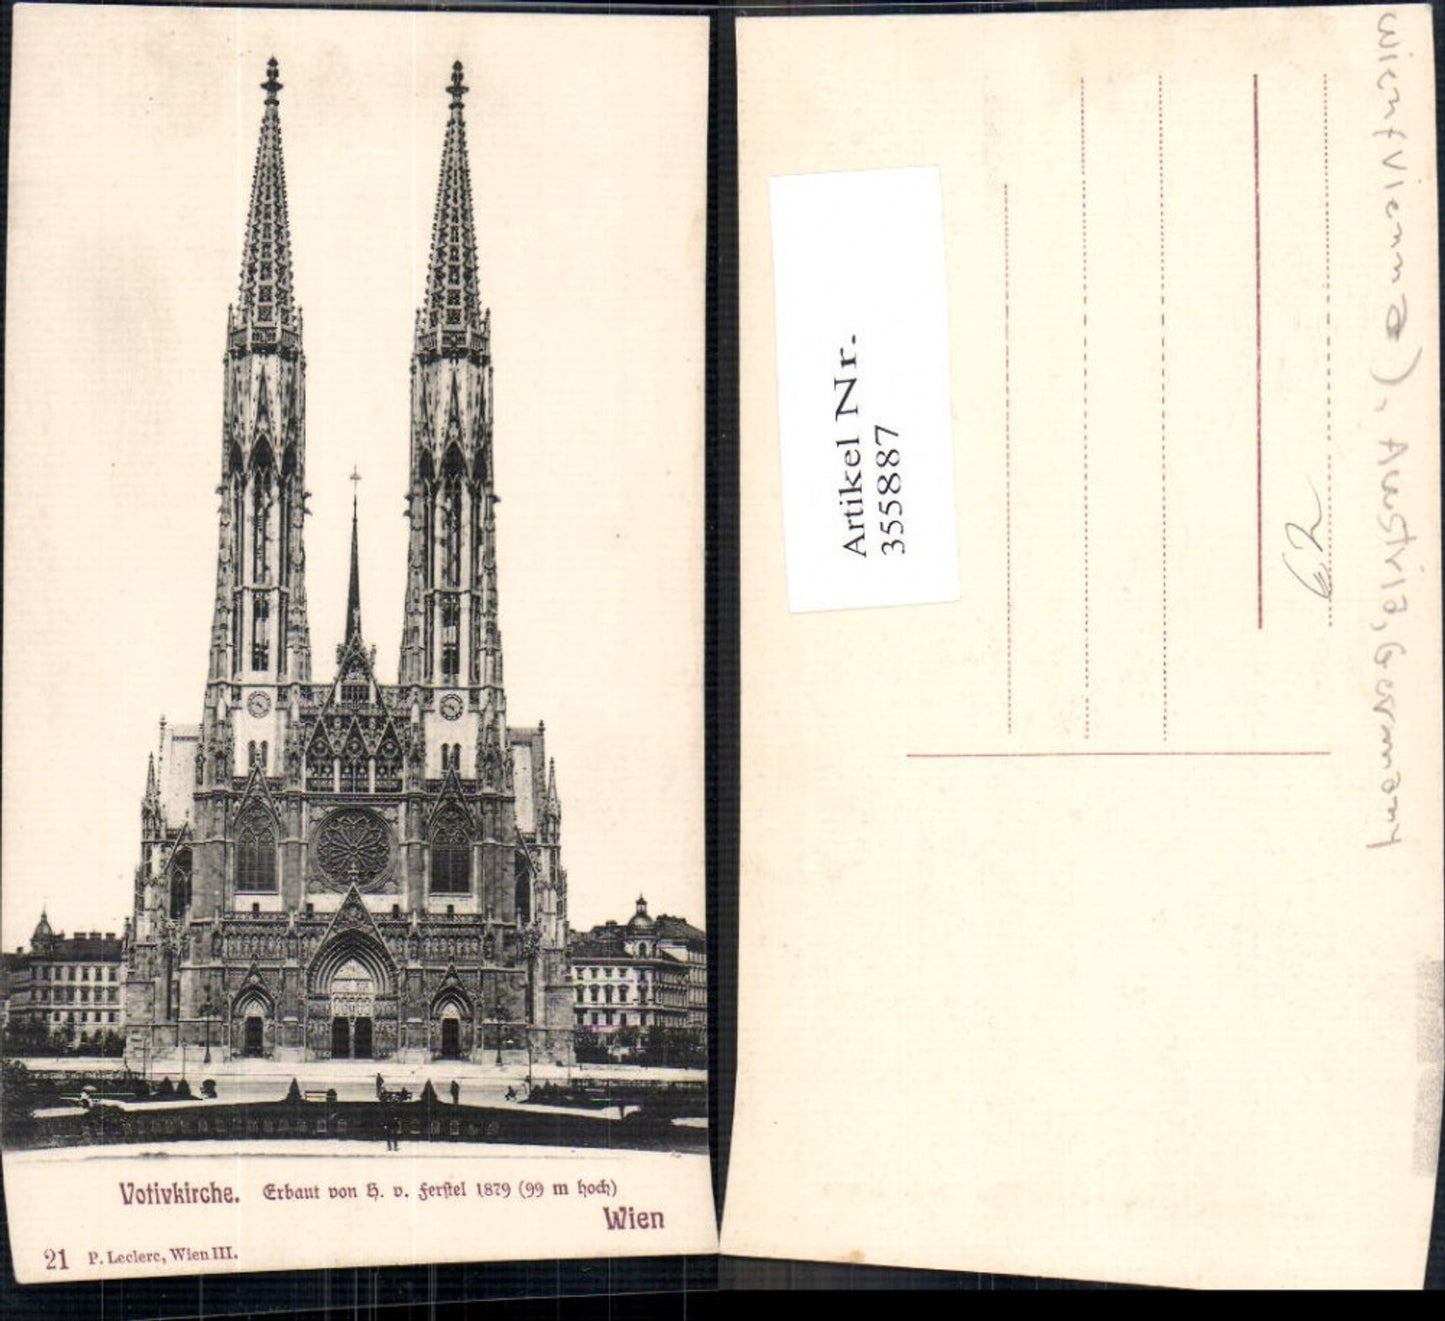 Votivkirche. Erbaut von H. v. Ferstel 1879 (99 m hoch)
Wien
21 P. Leclerc, Wien III.
Artikel Nr.
355887
62
Wien (Vienna), Austria, Germany